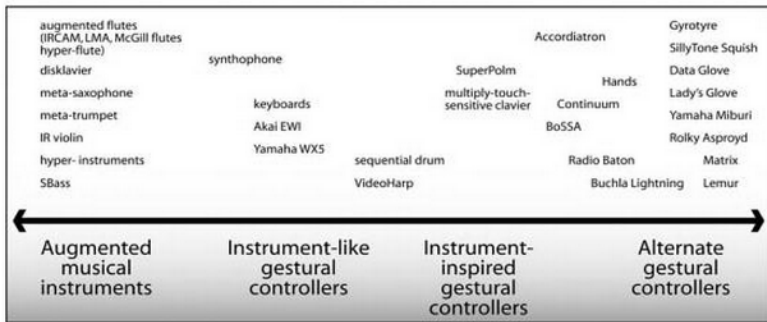 augmented flutes
(IRCAM, LMA, McGill flutes
hyper-flute)
disklavier
meta-saxophone
meta-trumpet
IR violin
hyper- instruments
SBass
synthophone
keyboards
Akai EWI
Yamaha WX5
sequential drum
VideoHarp
SuperPolm
multiply-touch-
sensitive clavier
Accordiatron
Hands
Continuum
BoSSA
Radio Baton
Buchla Lightning
Gyrotyre
SillyTone Squish
Data Glove
Lady's Glove
Yamaha Miburi
Rolky Asproyd
Matrix
Lemur
Augmented
musical
instruments
Instrument-like
gestural
controllers
Instrument-
inspired
gestural
controllers
Alternate
gestural
controllers